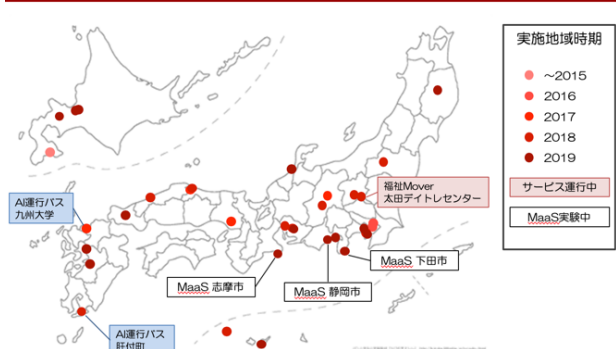 実施地域時期
～2015
2016
2017
2018
2019
サービス運行中
MaaS実験中
福祉Mover
太田デイトレセンター
AI運行バス
九州大学
MaaS 下田市
MaaS 志摩市
MaaS 静岡市
AI運行バス
肝付町